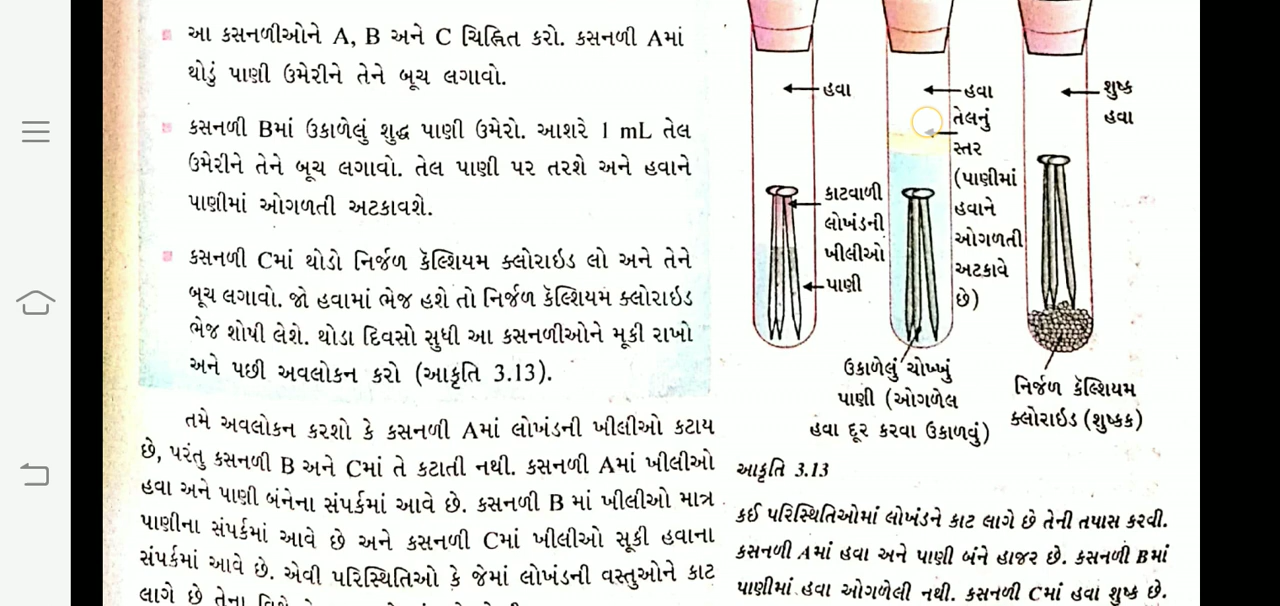 આ કસનળીઓને A, B અને C ચિહ્નિત કરો. કસનળી Aમાં
થોડું પાણી ઉમેરીને તેને બૂચ લગાવો.
કસનળી Bમાં ઉકાળેલું શુદ્ધ પાણી ઉમેરો. આશરે 1 mL તેલ
ઉમેરીને તેને બૂચ લગાવો. તેલ પાણી પર તરશે અને હવાને
પાણીમાં ઓગળતી અટકાવશે.
કસનળી Cમાં થોડો નિર્જળ કૅલ્શિયમ ક્લોરાઇડ લો અને તેને
બૂચ લગાવો. જો હવામાં ભેજ હશે તો નિર્જળ કૅલ્શિયમ ક્લોરાઇડ
ભેજ શોષી લેશે. થોડા દિવસો સુધી આ કસનળીઓને મૂકી રાખો
અને પછી અવલોકન કરો (આકૃતિ 3.13).
તમે અવલોકન કરશો કે કસનળી Aમાં લોખંડની ખીલીઓ કટાય
છે, પરંતુ કસનળી B અને Cમાં તે કટાતી નથી. કસનળી Aમાં ખીલીઓ
હવા અને પાણી બંનેના સંપર્કમાં આવે છે. કસનળી B માં ખીલીઓ માત્ર
પાણીના સંપર્કમાં આવે છે અને કસનળી Cમાં ખીલીઓ સૂકી હવાના
સંપર્કમાં આવે છે. એવી પરિસ્થિતિઓ કે જેમાં લોખંડની વસ્તુઓને કાટ
લાગે છે તેના
હવા
કાટવાળી
લોખંડની
ખીલીઓ
પાણી
હવા
તેલનું
સ્તર
(પાણીમાં
હવાને
ઓગળતી
અટકાવે
છે)
ઉકાળેલું ચોખ્ખું
પાણી (ઓગળેલ
હવા દૂર કરવા ઉકાળવું)
શુષ્ક
હવા
નિર્જળ કૅલ્શિયમ
ક્લોરાઇડ (શુષ્કક)
આકૃતિ 3.13
કઈ પરિસ્થિતિઓમાં લોખંડને કાટ લાગે છે તેની તપાસ કરવી.
કસનળી Aમાં હવા અને પાણી બંને હાજર છે. કસનળી Bમાં
પાણીમાં હવા ઓગળેલી નથી. કસનળી Cમાં હવા શુષ્ક છે.